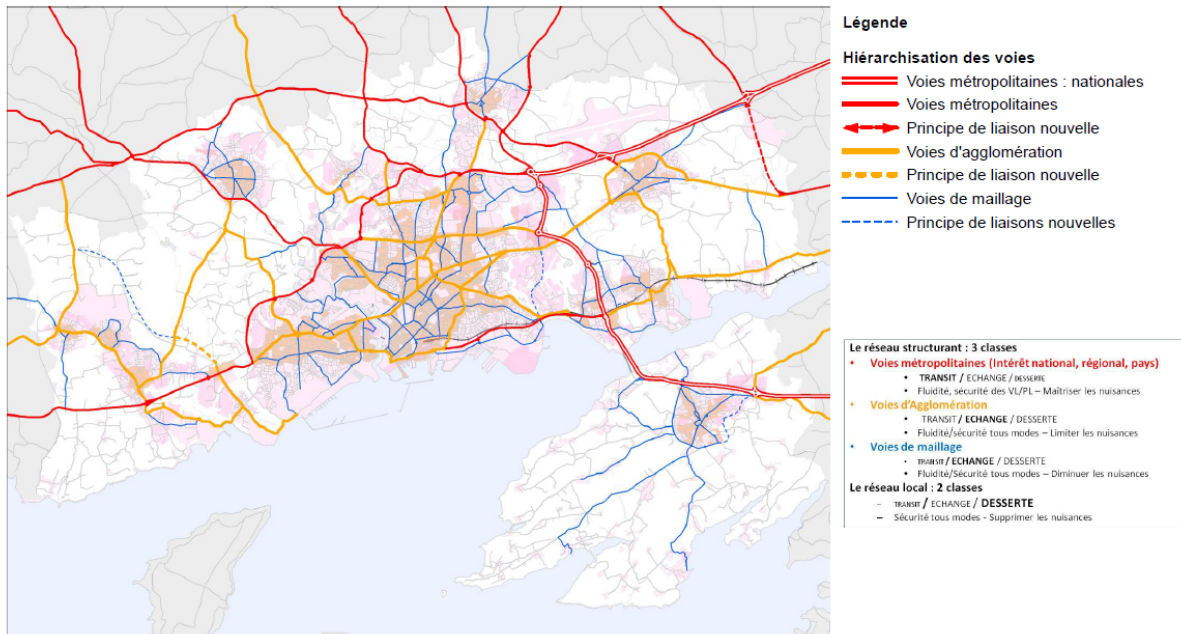 Légende
Hiérarchisation des voies
Voies métropolitaines : nationales
Voies métropolitaines
Principe de liaison nouvelle
Voies d'agglomération
Principe de liaison nouvelle
Voies de maillage
Principe de liaisons nouvelles
Le réseau structurant : 3 classes
• Voies métropolitaines (Intérêt national, régional, pays)
• TRANSIT / ECHANGE / DESSERTE
• Fluidité, sécurité des VL/PL – Maîtriser les nuisances
• Voies d'Agglomération
• TRANSIT / ECHANGE / DESSERTE
• Fluidité/sécurité tous modes – Limiter les nuisances
• Voies de maillage
• TRANSIT / ECHANGE / DESSERTE
• Fluidité/Sécurité tous modes – Diminuer les nuisances
Le réseau local : 2 classes
– TRANSIT / ECHANGE / DESSERTE
– Sécurité tous modes - Supprimer les nuisances